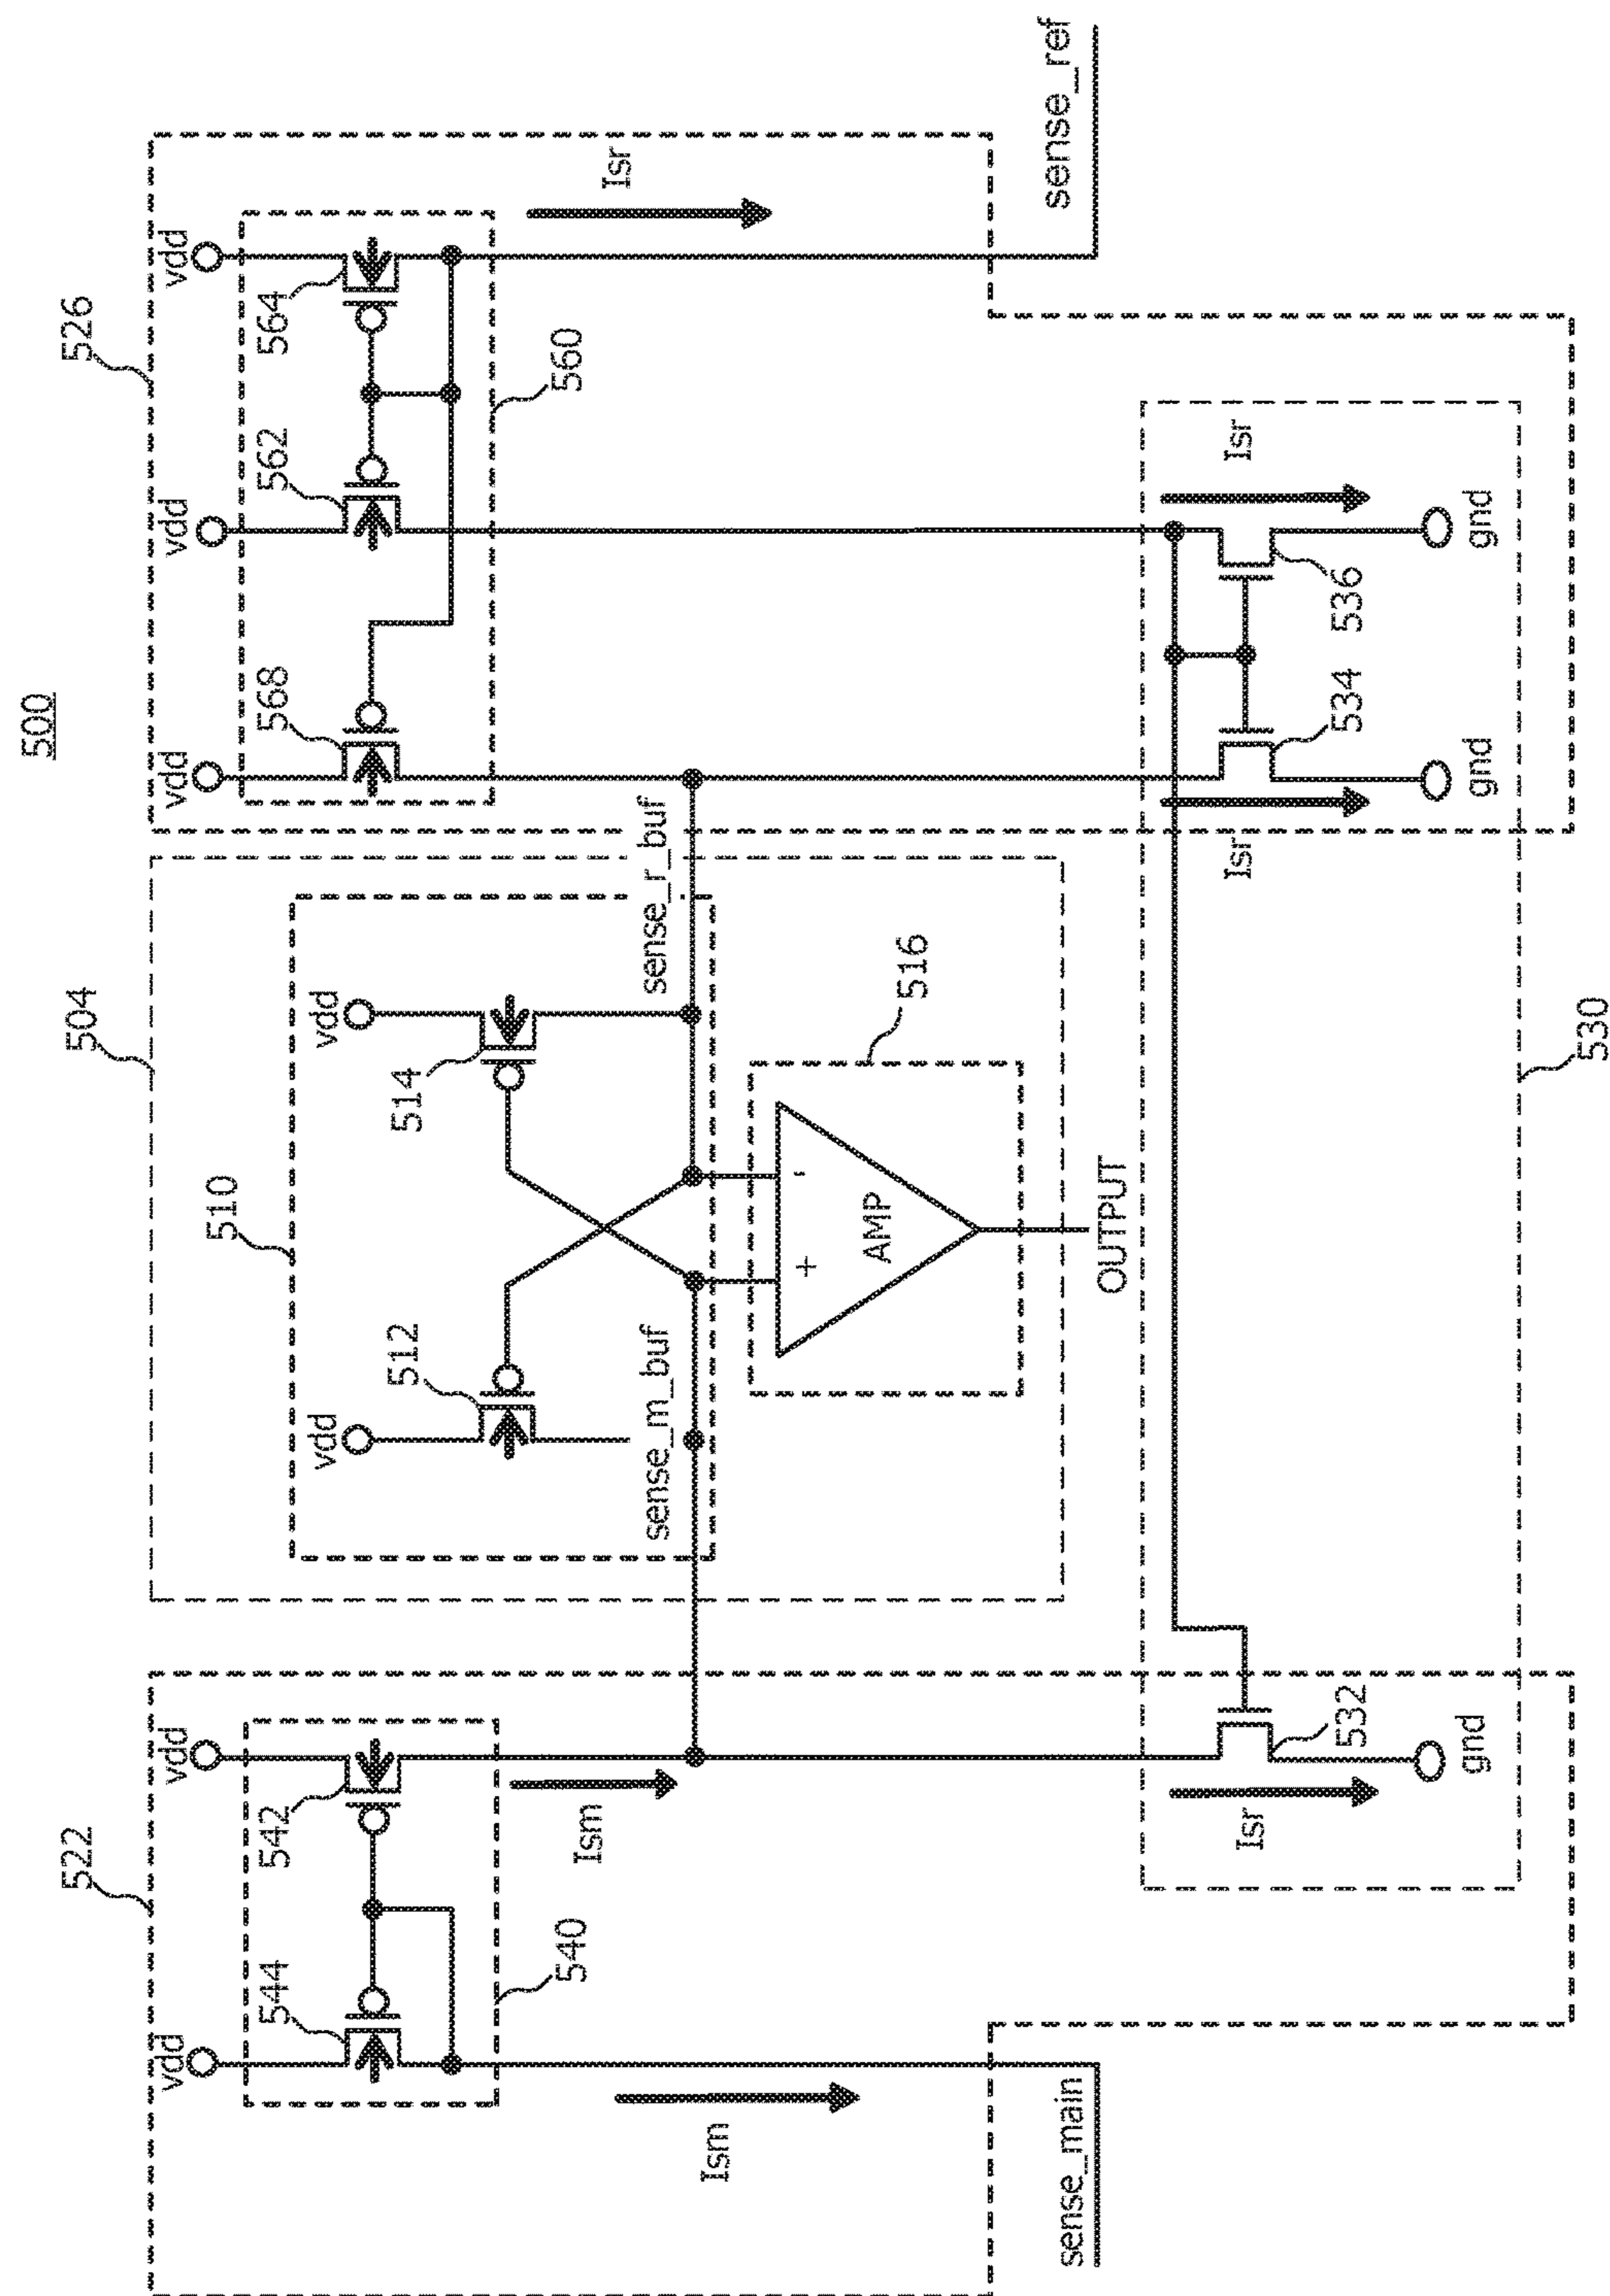 500
522
504
526
vdd
vdd
vdd
vdd
vdd
544
542
568
562
564
510
vdd
vdd
512
514
540
560
Ism
Ism
Isr
sense_m_buf
sense_r_buf
516
+
-
AMP
sense_main
OUTPUT
sense_ref
Isr
Isr
Isr
532
534
536
gnd
gnd
gnd
530